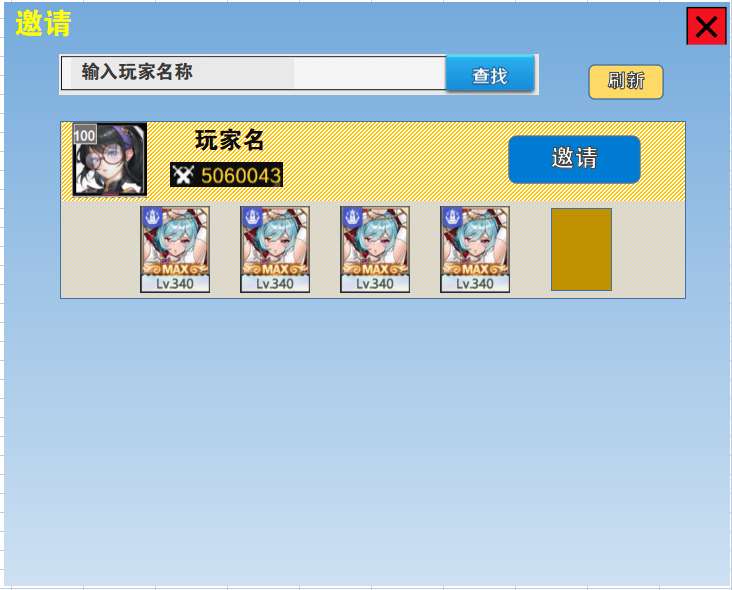 邀请
输入玩家名称 查找
刷新
100
玩家名
5060043
邀请
MAX MAX MAX MAX
Lv.340 Lv.340 Lv.340 Lv.340